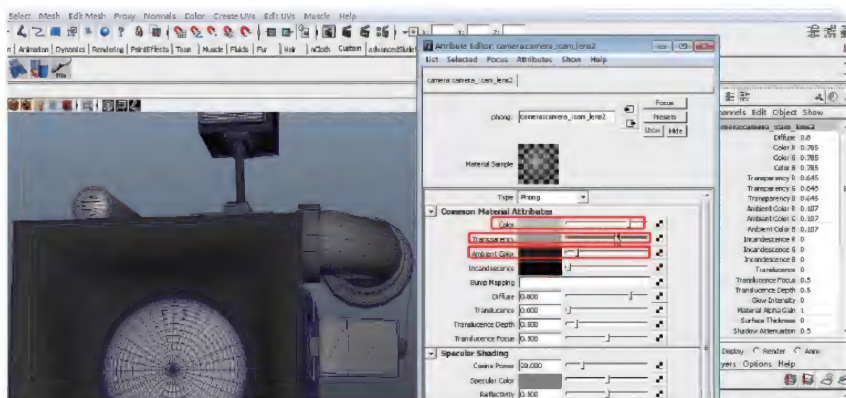 Select Mesh Edit Mesh Proxy Normals Color Create UVs Edit UVs Muscle Help
X: Y: Z:
Animation Dynamics Rendering PaintEffects Toon Muscle Fluids Fur Hair nCloth Custom advancedSkelet
Attribute Editor: camera:camera_:cam_lens2
List Selected Focus Attributes Show Help
camera:camera_:cam_lens2
phong: camera:camera_:cam_lens2
Focus
Presets
Show Hide
Material Sample
Type Phong
Common Material Attributes
Color
Transparency
Ambient Color
Incandescence
Bump Mapping
Diffuse 0.800
Translucence 0.000
Translucence Depth 0.500
Translucence Focus 0.500
Specular Shading
Cosine Power 20.000
Specular Color
Reflectivity 0.500
annels Edit Object Show
Diffuse 0.8
Color R 0.785
Color G 0.785
Color B 0.785
Transparency R 0.645
Transparency G 0.645
Transparency B 0.645
Ambient Color R 0.107
Ambient Color G 0.107
Ambient Color B 0.107
Incandescence R 0
Incandescence G 0
Incandescence B 0
Translucence 0
Translucence Focus 0.5
Translucence Depth 0.5
Glow Intensity 0
Material Alpha Gain 1
Surface Thickness 0
Shadow Attenuation 0.5
Display Render Anim
yers Options Help